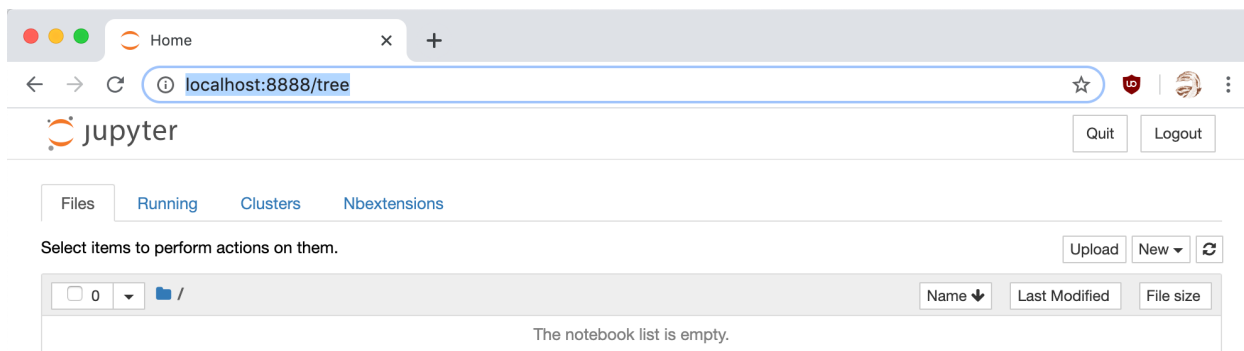 Home
localhost:8888/tree
jupyter
Quit Logout
Files Running Clusters Nbextensions
Select items to perform actions on them.
Upload New
0 /
Name Last Modified File size
The notebook list is empty.